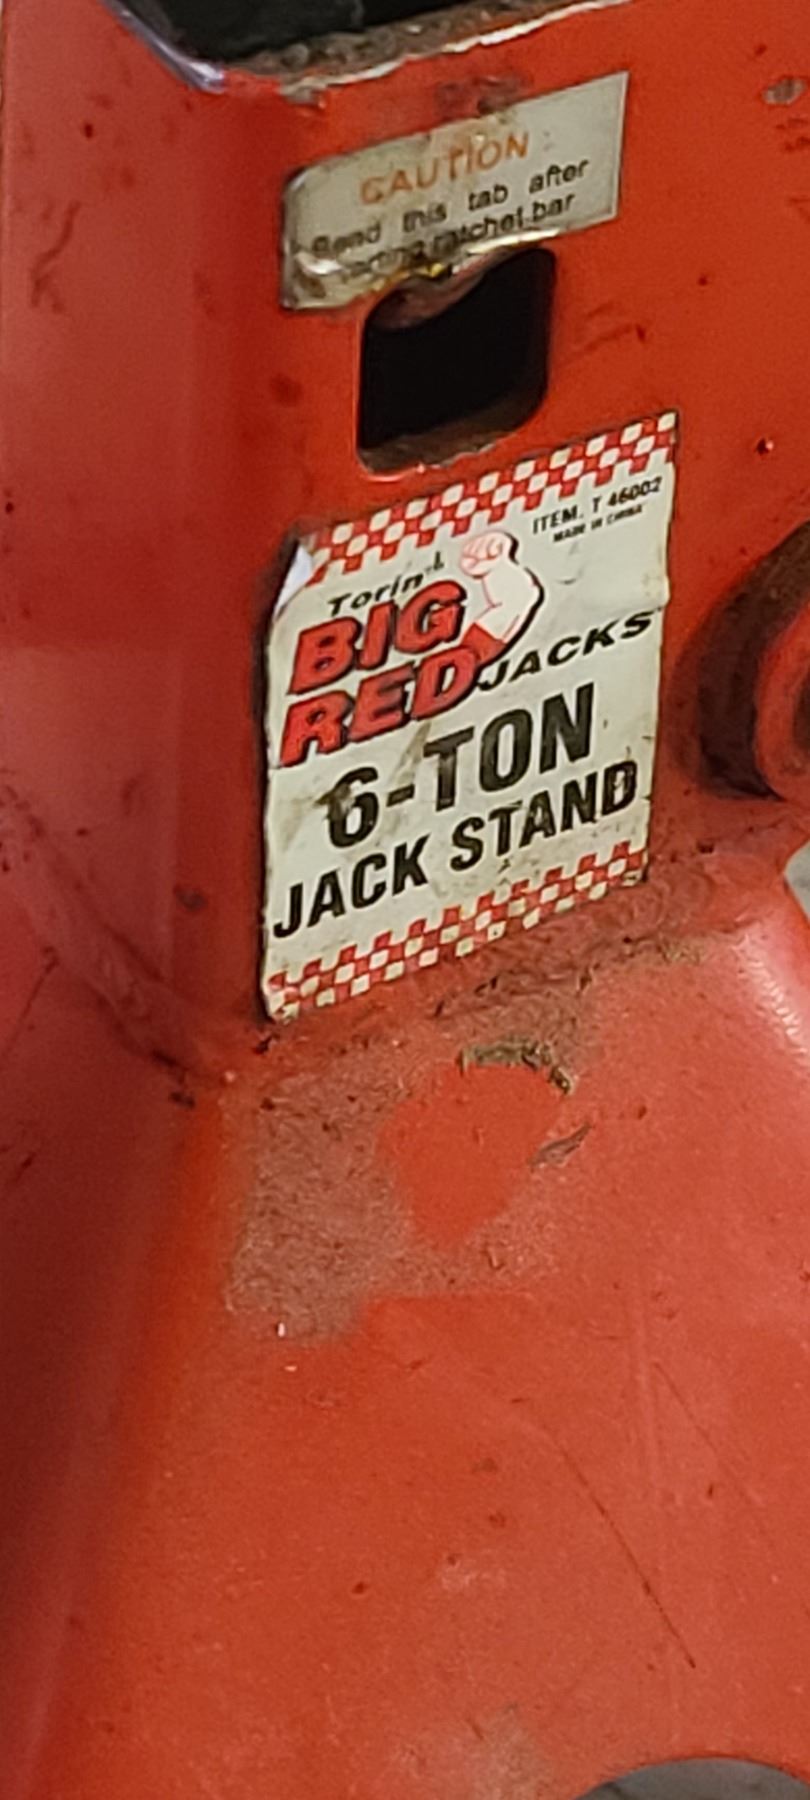 CAUTION
Bend this tab after
ratchet bar
ITEM. T 46002
MADE IN CHINA
Torin
BIG
RED JACKS
6-TON
JACK STAND